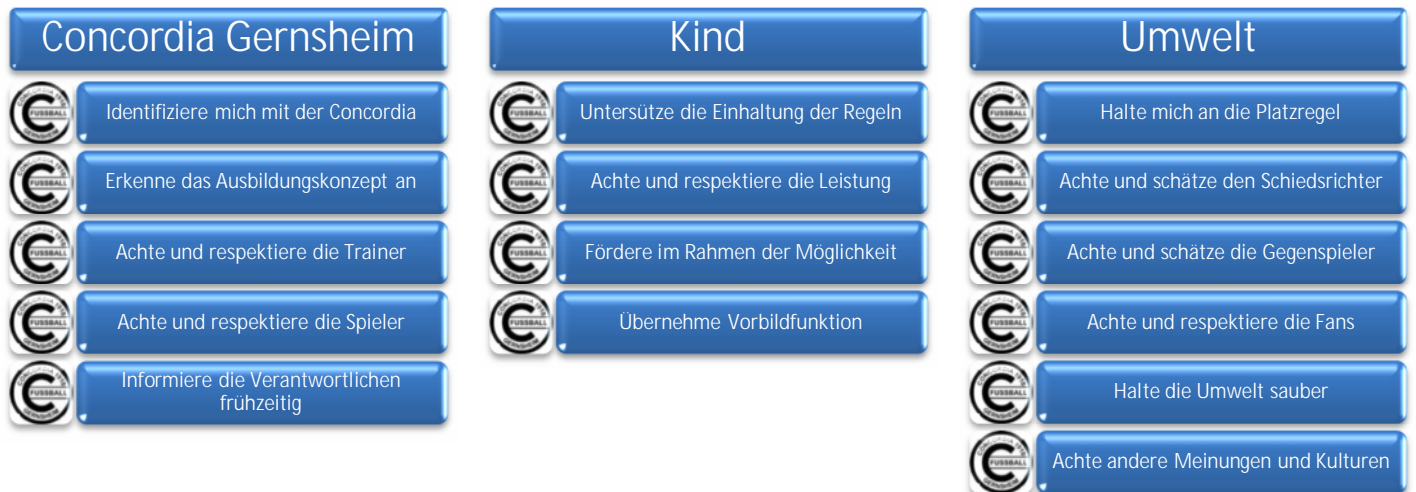 Concordia Gernsheim
Identifiziere mich mit der Concordia
Erkenne das Ausbildungskonzept an
Achte und respektiere die Trainer
Achte und respektiere die Spieler
Informiere die Verantwortlichen
frühzeitig
Kind
Untersütze die Einhaltung der Regeln
Achte und respektiere die Leistung
Fördere im Rahmen der Möglichkeit
Übernehme Vorbildfunktion
Umwelt
Halte mich an die Platzregel
Achte und schätze den Schiedsrichter
Achte und schätze die Gegenspieler
Achte und respektiere die Fans
Halte die Umwelt sauber
Achte andere Meinungen und Kulturen